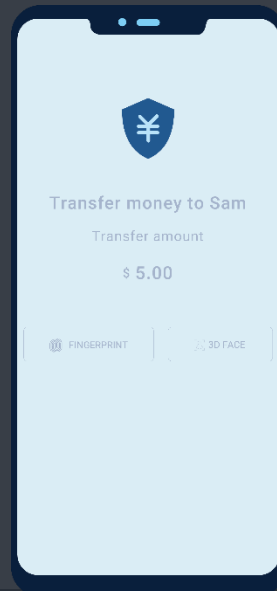 ¥
Transfer money to Sam
Transfer amount
$ 5.00
FINGERPRINT
3D FACE